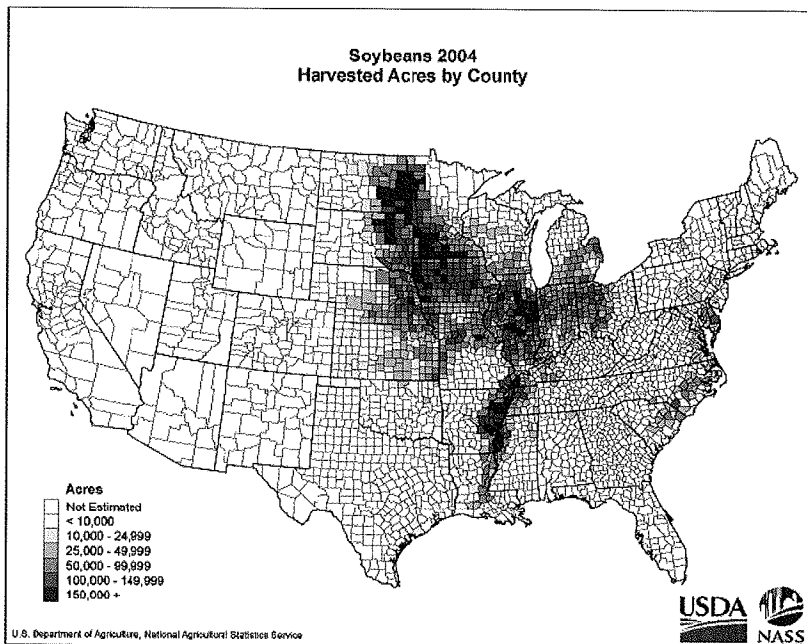 Soybeans 2004
Harvested Acres by County
Acres
Not Estimated
< 10,000
10,000 - 24,999
25,000 - 49,999
50,000 - 99,999
100,000 - 149,999
150,000 +
U.S. Department of Agriculture, National Agricultural Statistics Service
USDA
NASS